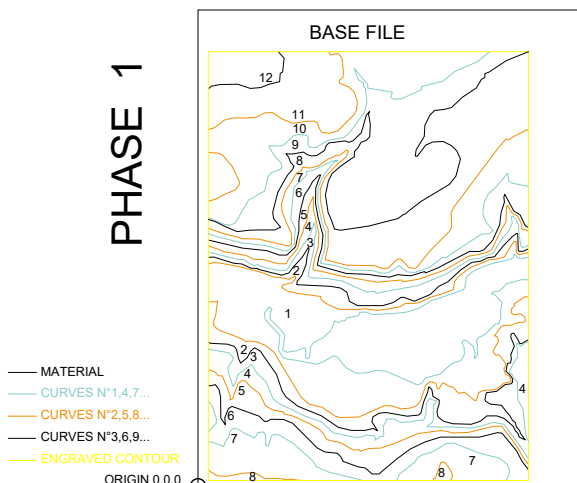 BASE FILE
PHASE 1
12
11
10
9
8
7
6
5
4
3
2
1
2
3
4
5
6
7
4
7
8
8
MATERIAL
CURVES N°1,4,7...
CURVES N°2,5,8...
CURVES N°3,6,9...
ENGRAVED CONTOUR
ORIGIN 0,0,0